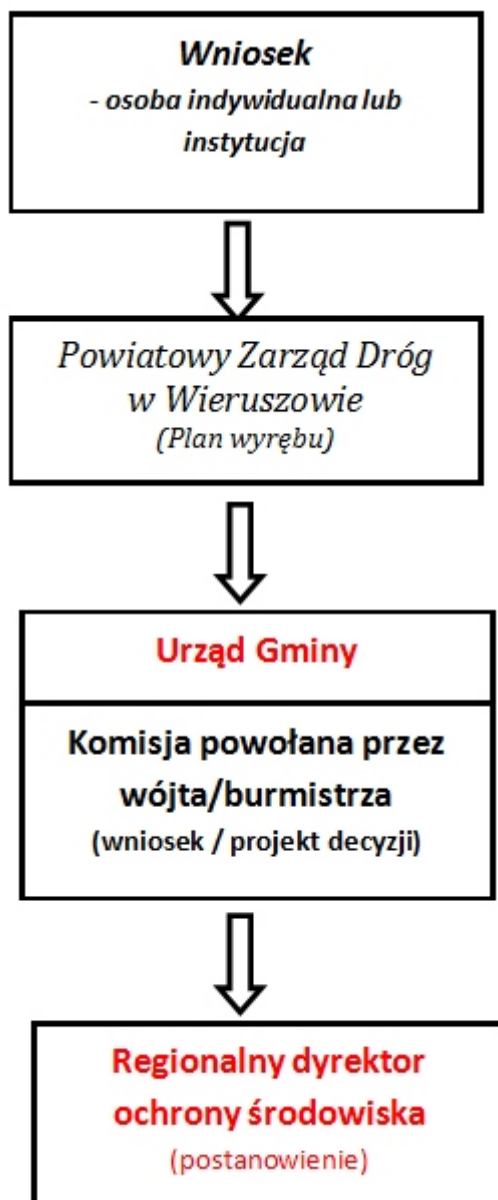 Wniosek
- osoba indywidualna lub
instytucja
Powiatowy Zarząd Dróg
w Wieruszowie
(Plan wyrębu)
Urząd Gminy
Komisja powołana przez
wójta/burmistrza
(wniosek / projekt decyzji)
Regionalny dyrektor
ochrony środowiska
(postanowienie)